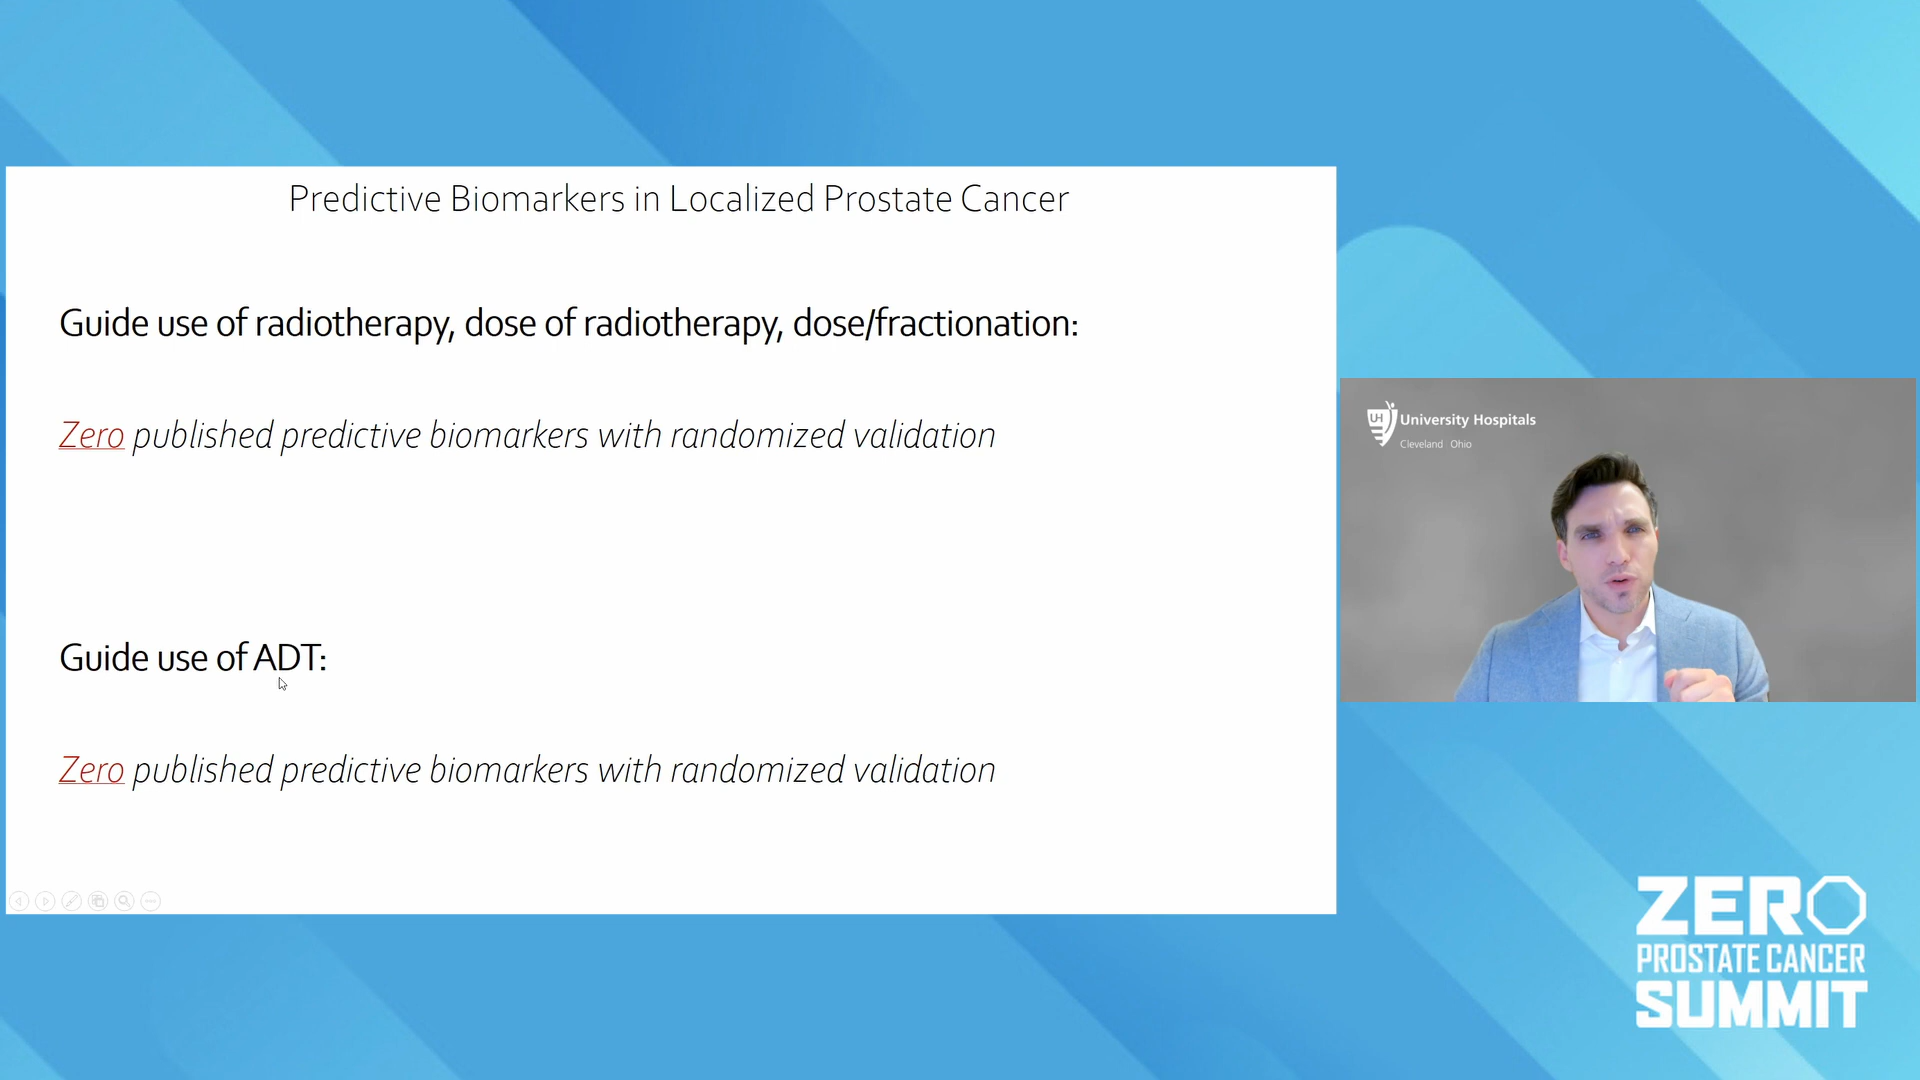 Predictive Biomarkers in Localized Prostate Cancer
Guide use of radiotherapy, dose of radiotherapy, dose/fractionation:
Zero published predictive biomarkers with randomized validation
Guide use of ADT:
Zero published predictive biomarkers with randomized validation
UH University Hospitals
Cleveland Ohio
ZERO
PROSTATE CANCER
SUMMIT